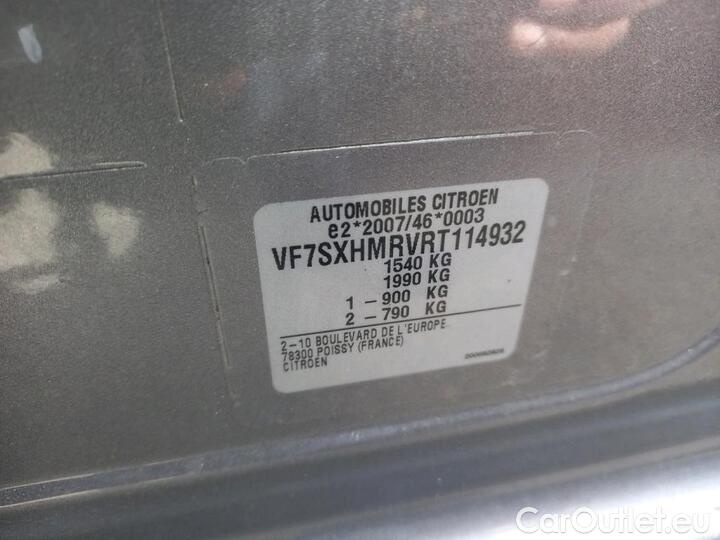 AUTOMOBILES CITROEN
e2*2007/46*0003
VF7SXHMRVRT114932
1540 KG
1990 KG
1 - 900 KG
2 - 790 KG
2-10 BOULEVARD DE L'EUROPE
78300 POISSY (FRANCE)
CITROEN
CarOutlet.eu